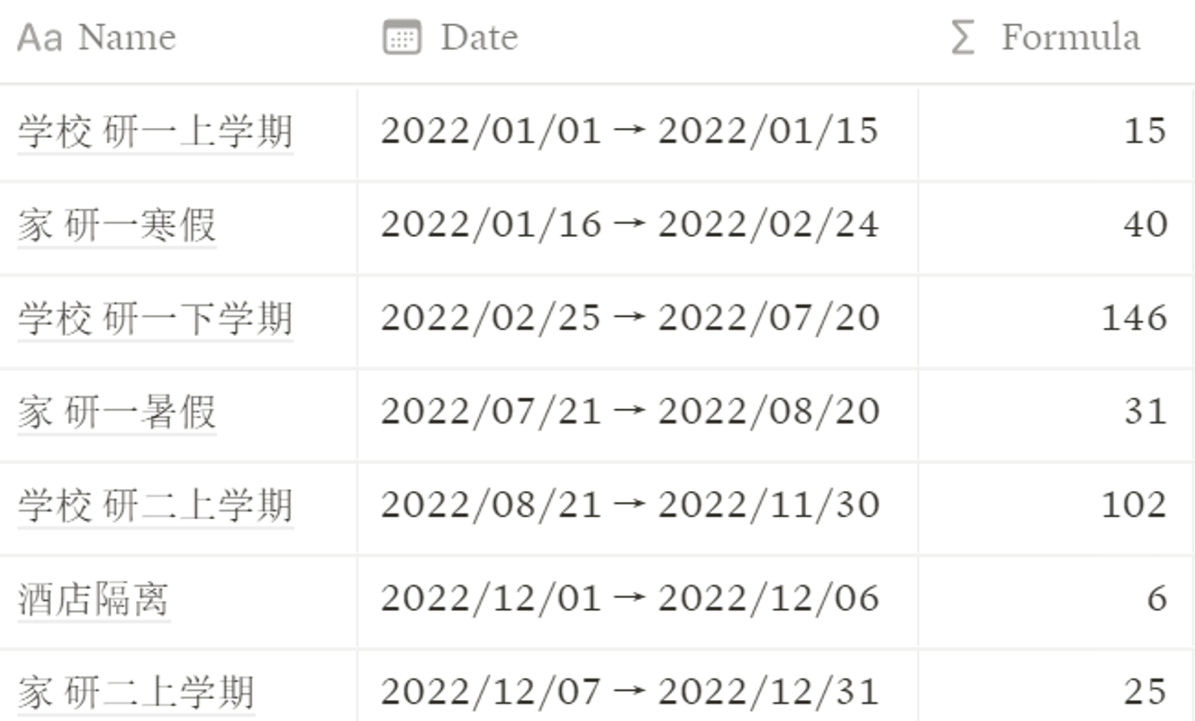 Aa Name Date Σ Formula
学校 研一上学期 2022/01/01 → 2022/01/15 15
家 研一寒假 2022/01/16 → 2022/02/24 40
学校 研一下学期 2022/02/25 → 2022/07/20 146
家 研一暑假 2022/07/21 → 2022/08/20 31
学校 研二上学期 2022/08/21 → 2022/11/30 102
酒店隔离 2022/12/01 → 2022/12/06 6
家 研二上学期 2022/12/07 → 2022/12/31 25